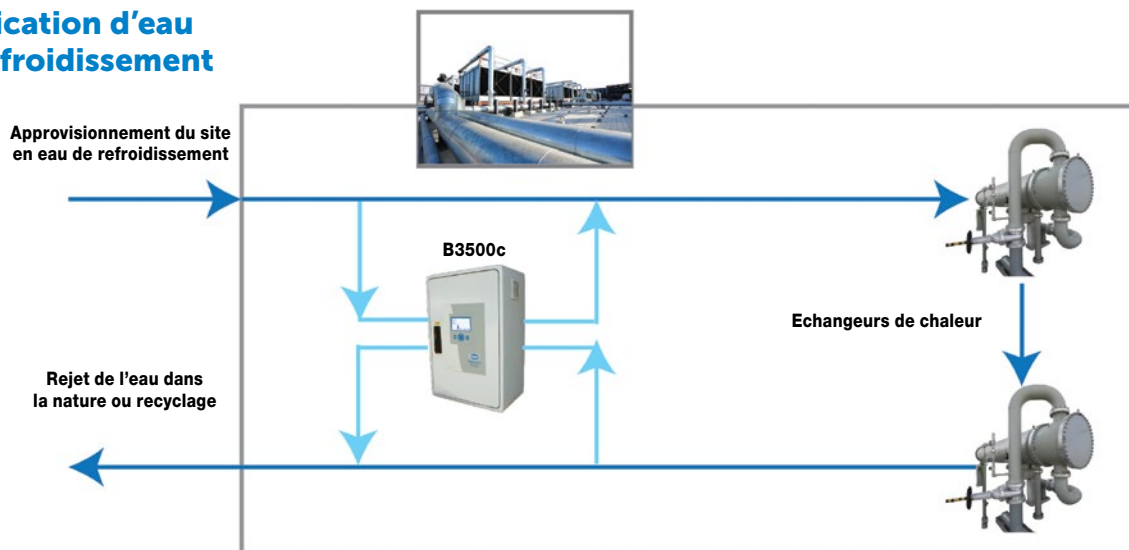 ication d’eau
froidissement
Approvisionnement du site
en eau de refroidissement
B3500c
Echangeurs de chaleur
Rejet de l’eau dans
la nature ou recyclage